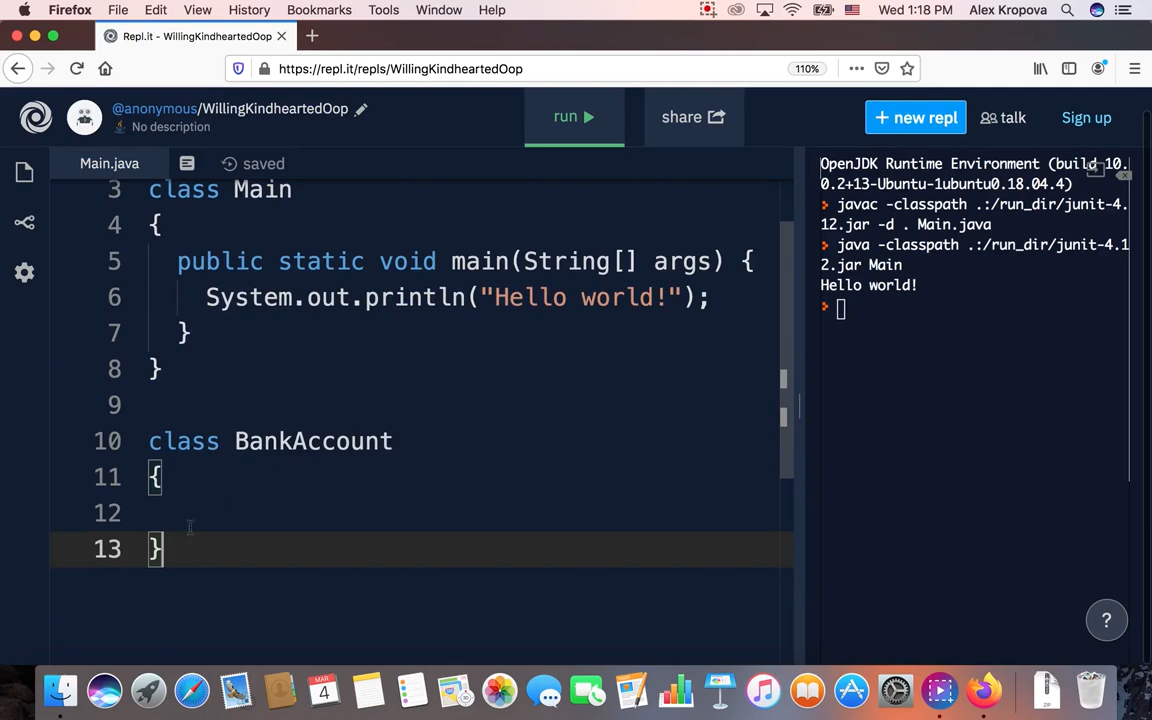 Firefox File Edit View History Bookmarks Tools Window Help Wed 1:18 PM Alex Kropova
Repl.it - WillingKindheartedOop
https://repl.it/repls/WillingKindheartedOop 110%
@anonymous/WillingKindheartedOop
No description
run
share
+ new repl
talk
Sign up
Main.java
saved
3 class Main
4 {
5 public static void main(String[] args) {
6 System.out.println("Hello world!");
7 }
8 }
9
10 class BankAccount
11 {
12
13 }
OpenJDK Runtime Environment (build 10.
0.2+13-Ubuntu-1ubuntu0.18.04.4)
javac -classpath .:/run_dir/junit-4.
12.jar -d . Main.java
java -classpath .:/run_dir/junit-4.1
2.jar Main
Hello world!
?
MAR
4
ZIP